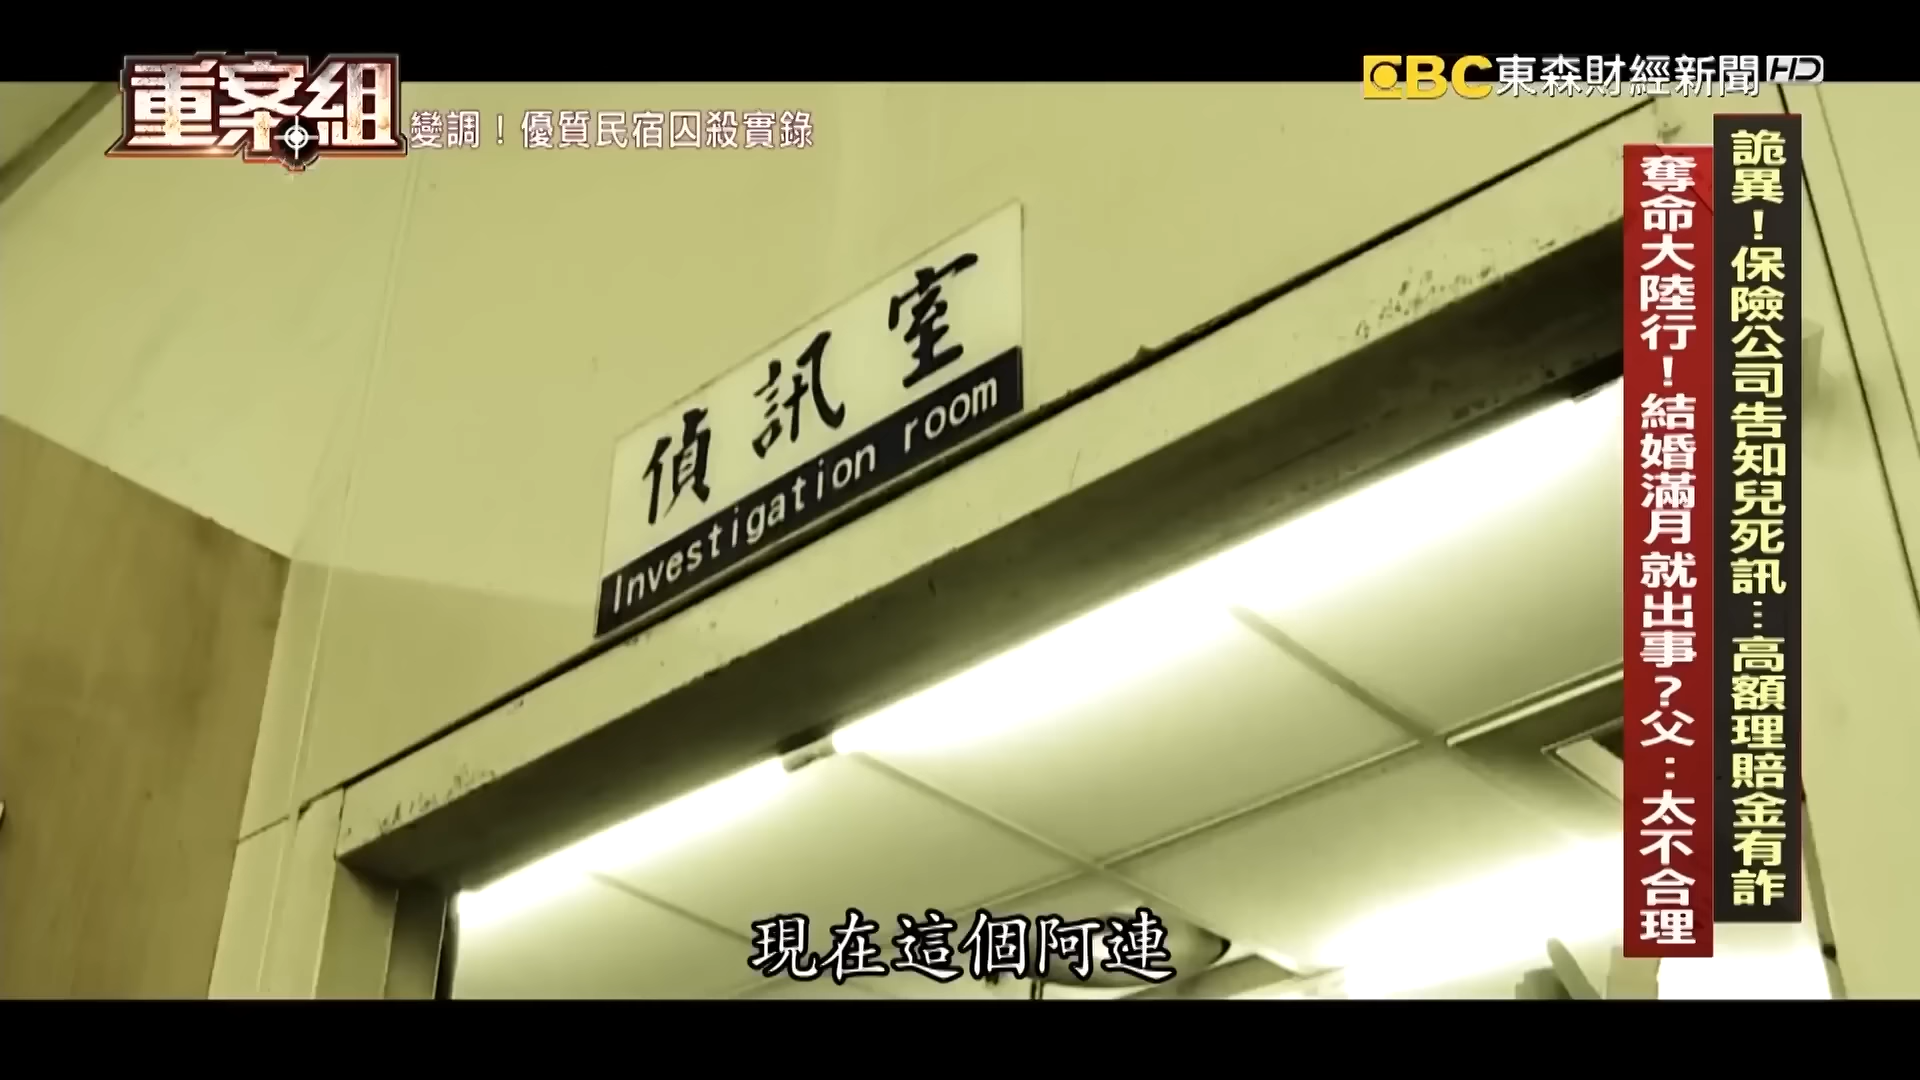 重案組
變調！優質民宿囚殺實錄
EBC東森財經新聞HD
詭異！保險公司告知兒死訊…高額理賠金有詐
奪命大陸行！結婚滿月就出事？父：太不合理
偵訊室
Investigation room
現在這個阿連